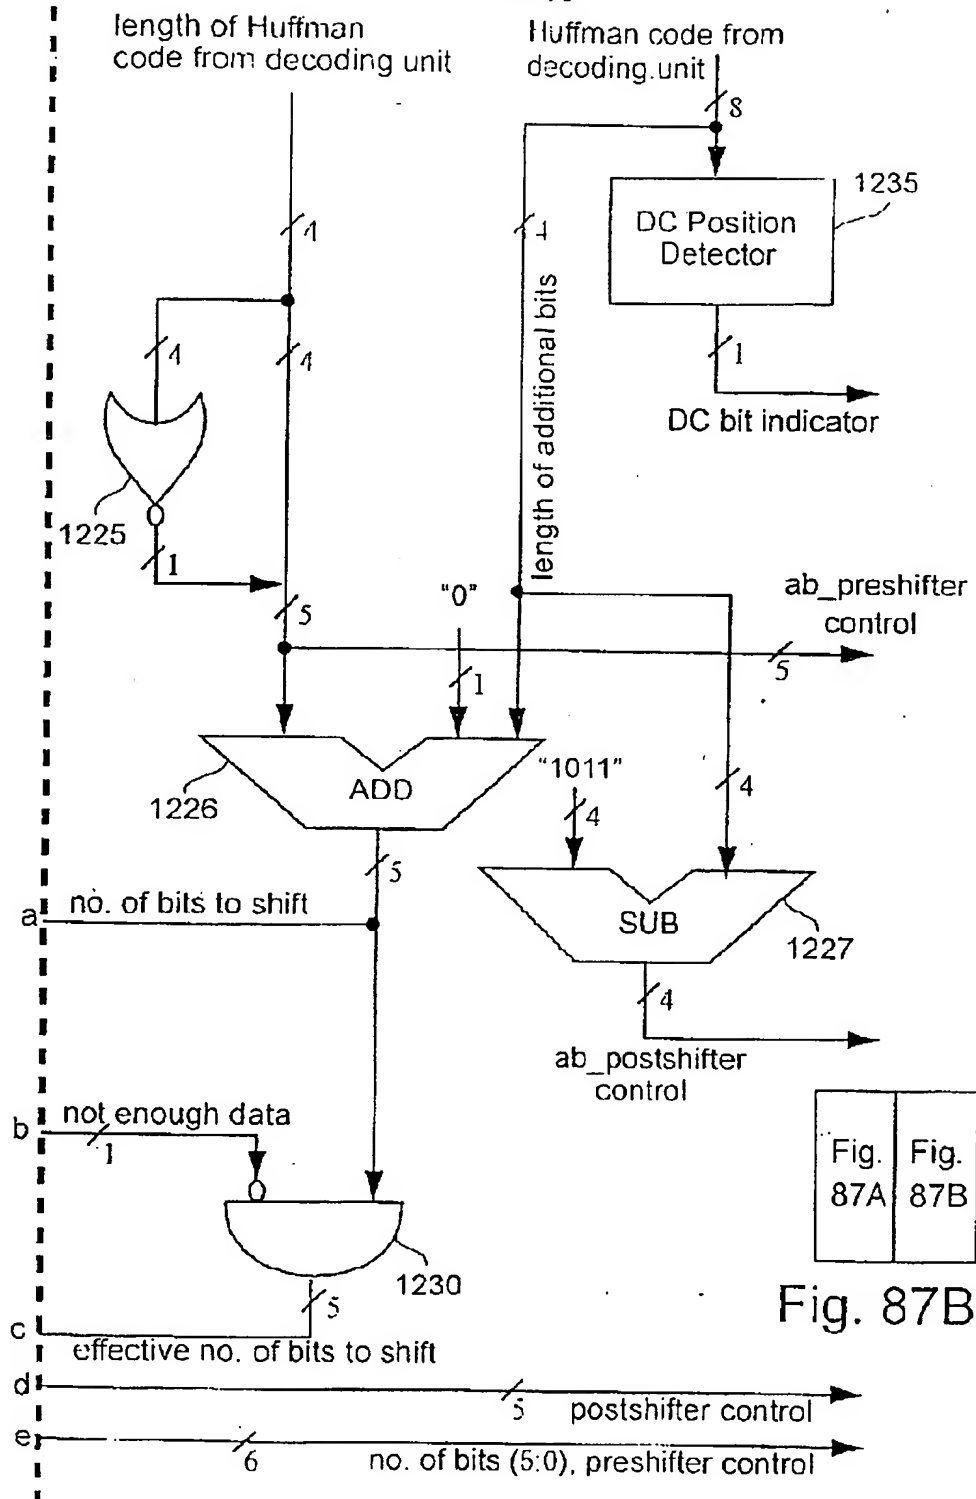 length of Huffman
code from decoding unit
Huffman code from
decoding unit
8
1235
4
4
DC Position
Detector
length of additional bits
4
4
1
DC bit indicator
1225
1
"0"
ab_preshifter
control
5
5
1
ADD
"1011"
4
1226
4
5
no. of bits to shift
a
SUB
1227
4
ab_postshifter
control
b
not enough data
1
Fig.
87A
Fig.
87B
1230
5
Fig. 87B
c
effective no. of bits to shift
d
5
postshifter control
e
6
no. of bits (5:0), preshifter control